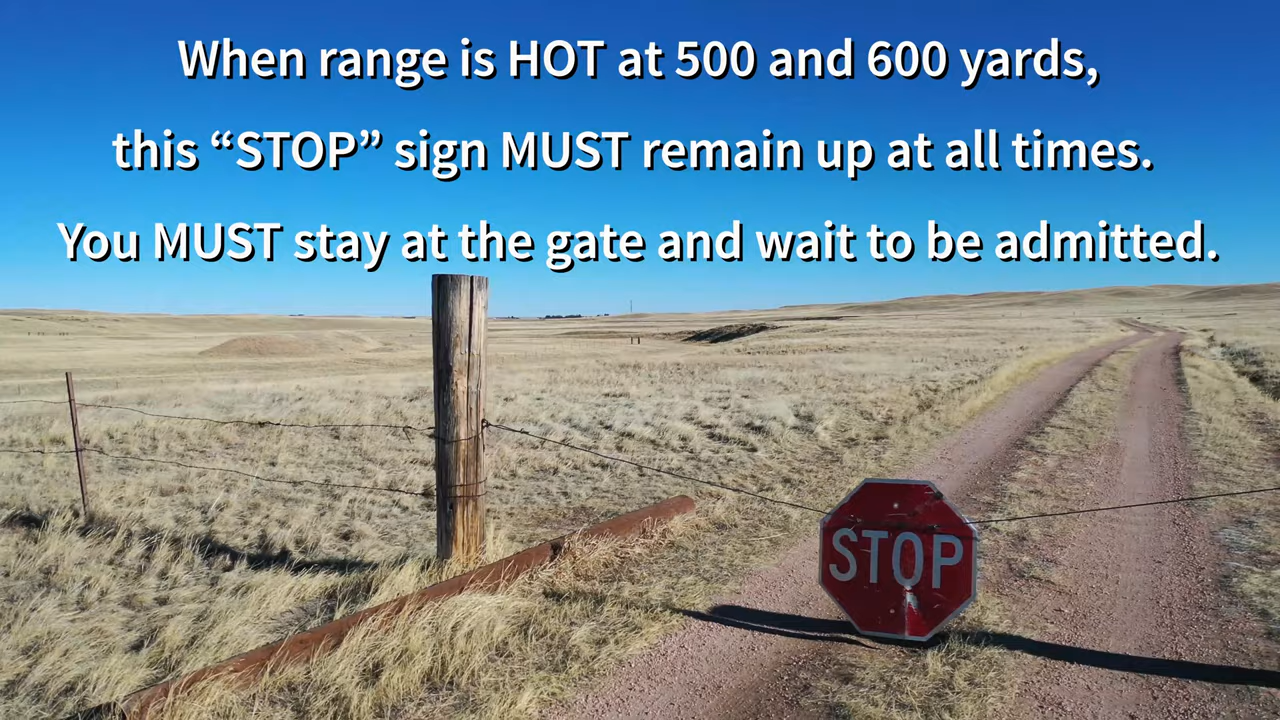 When range is HOT at 500 and 600 yards,
this “STOP” sign MUST remain up at all times.
You MUST stay at the gate and wait to be admitted.
STOP